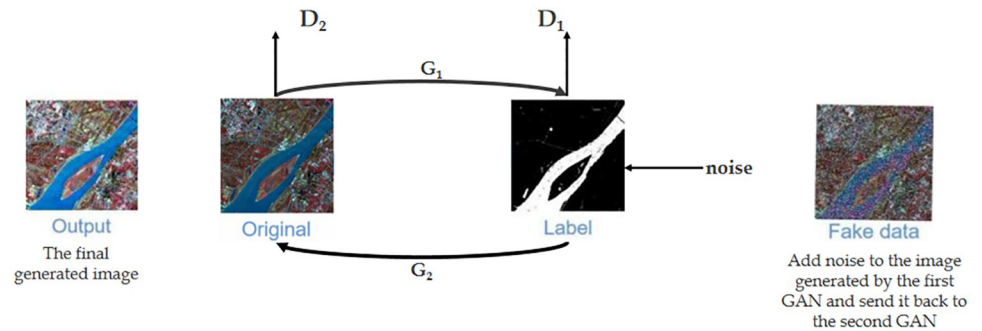 D₂
D₁
G₁
noise
Output
Original
Label
Fake data
The final
generated image
G₂
Add noise to the image
generated by the first
GAN and send it back to
the second GAN